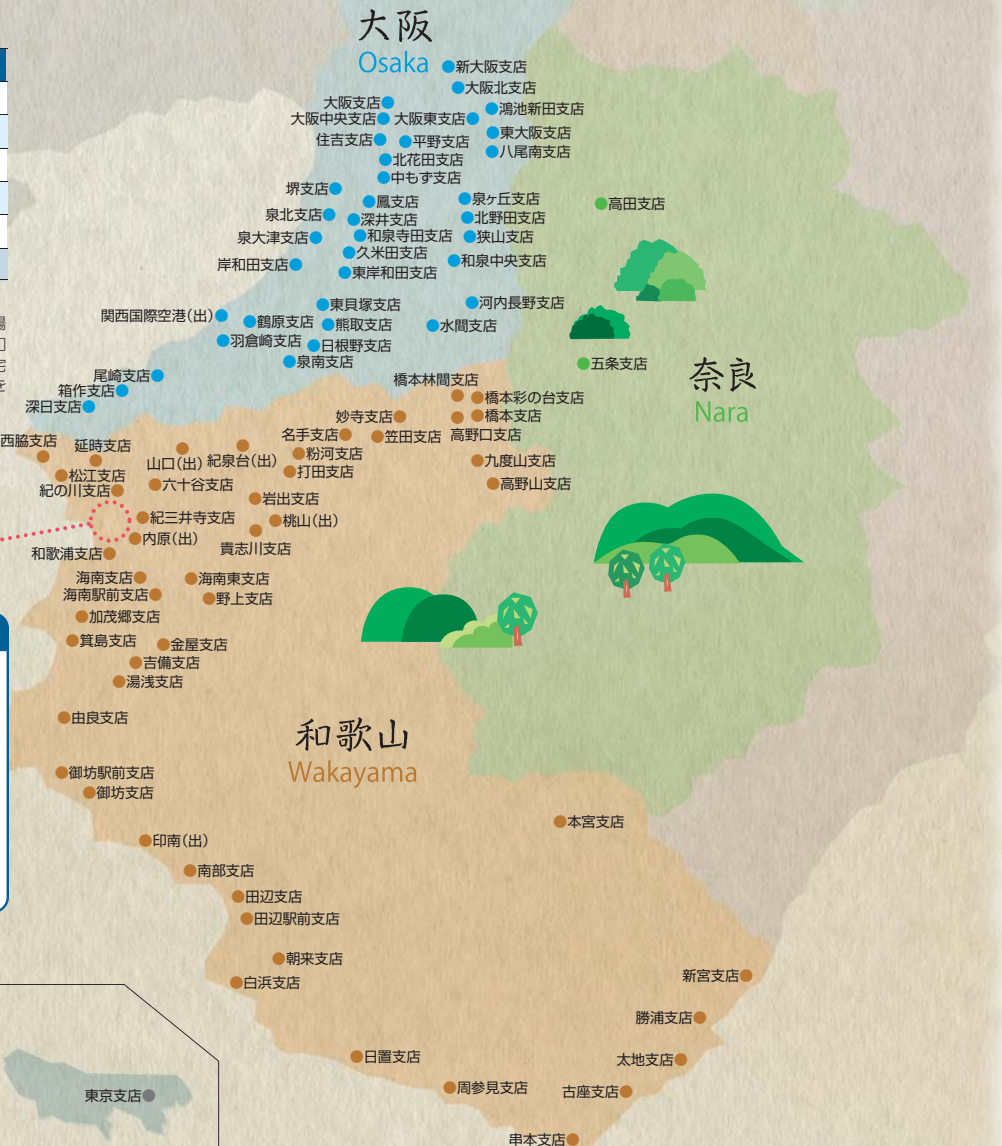 大阪
Osaka
新大阪支店
大阪北支店
大阪支店
鴻池新田支店
大阪中央支店
大阪東支店
東大阪支店
住吉支店
平野支店
八尾南支店
北花田支店
中もず支店
堺支店
鳳支店
泉ヶ丘支店
高田支店
泉北支店
深井支店
北野田支店
泉大津支店
和泉寺田支店
狭山支店
久米田支店
岸和田支店
東岸和田支店
和泉中央支店
東貝塚支店
河内長野支店
関西国際空港(出)
鶴原支店
熊取支店
水間支店
羽倉崎支店
日根野支店
泉南支店
五条支店
奈良
Nara
尾崎支店
箱作支店
深日支店
橋本林間支店
橋本彩の台支店
妙寺支店
橋本支店
西脇支店
延時支店
名手支店
笠田支店
高野口支店
山口(出)
紀泉台(出)
粉河支店
九度山支店
松江支店
打田支店
紀の川支店
六十谷支店
高野山支店
岩出支店
紀三井寺支店
桃山(出)
内原(出)
貴志川支店
和歌浦支店
海南支店
海南東支店
海南駅前支店
野上支店
加茂郷支店
箕島支店
金屋支店
吉備支店
湯浅支店
由良支店
和歌山
Wakayama
御坊駅前支店
御坊支店
本宮支店
印南(出)
南部支店
田辺支店
田辺駅前支店
朝来支店
白浜支店
新宮支店
勝浦支店
日置支店
太地支店
周参見支店
古座支店
東京支店
串本支店